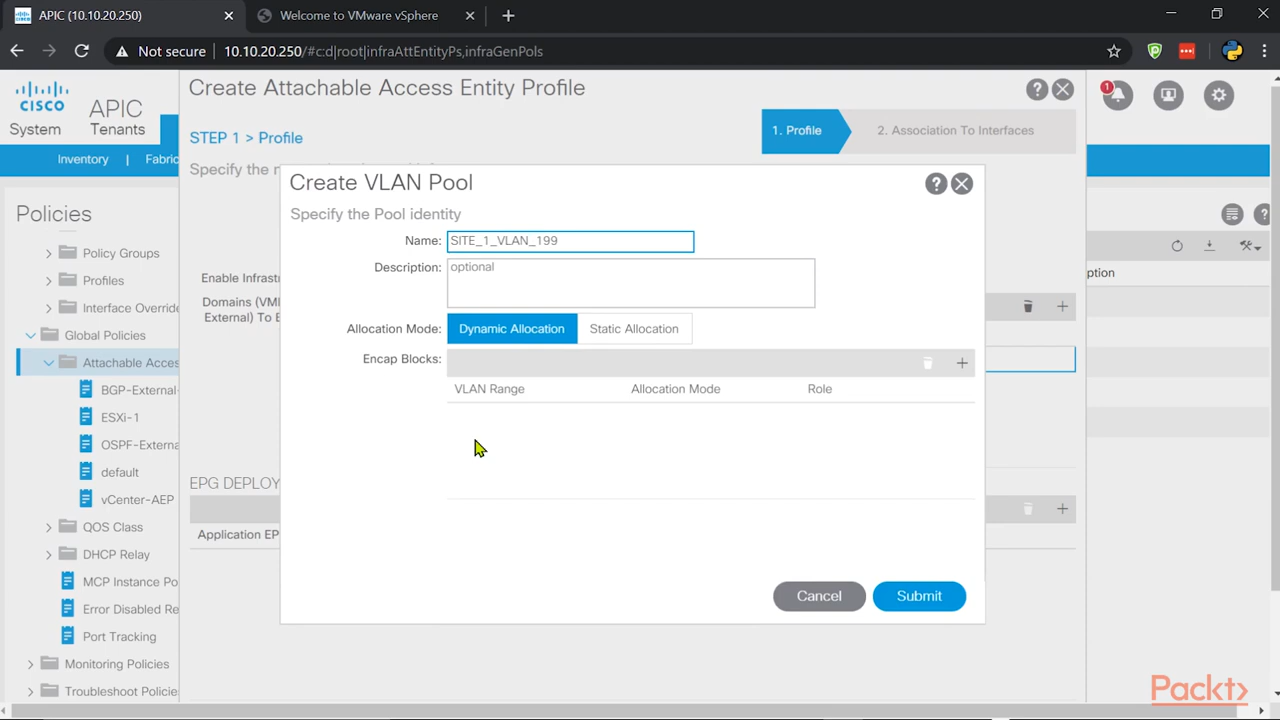 APIC (10.10.20.250)
Welcome to VMware vSphere
Not secure
10.10.20.250/#c:d|root|infraAttEntityPs,infraGenPols
cisco
APIC
System
Tenants
Inventory
Fabric
Create Attachable Access Entity Profile
STEP 1 > Profile
1. Profile
2. Association To Interfaces
Specify the
1
Policies
Policy Groups
Profiles
Interface Override
Global Policies
Attachable Acces
BGP-External-
ESXi-1
OSPF-Externa
default
vCenter-AEP
QOS Class
DHCP Relay
MCP Instance Po
Error Disabled Re
Port Tracking
Monitoring Policies
Troubleshoot Policie
Enable Infrast
Domains (VM
External) To E
EPG DEPLOY
Application EP
ption
Create VLAN Pool
Specify the Pool identity
Name: SITE_1_VLAN_199
Description: optional
Allocation Mode: Dynamic Allocation Static Allocation
Encap Blocks:
VLAN Range Allocation Mode Role
Cancel Submit
Packt>